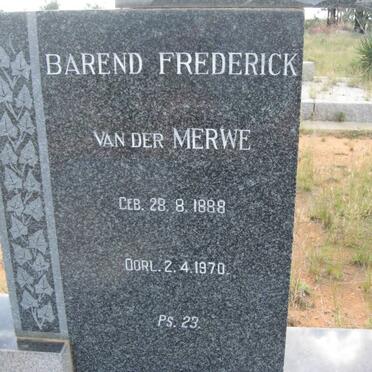 BAREND FREDERICK
VAN DER MERWE
GEB. 28. 8. 1888
OORL. 2. 4. 1970.
PS. 23.